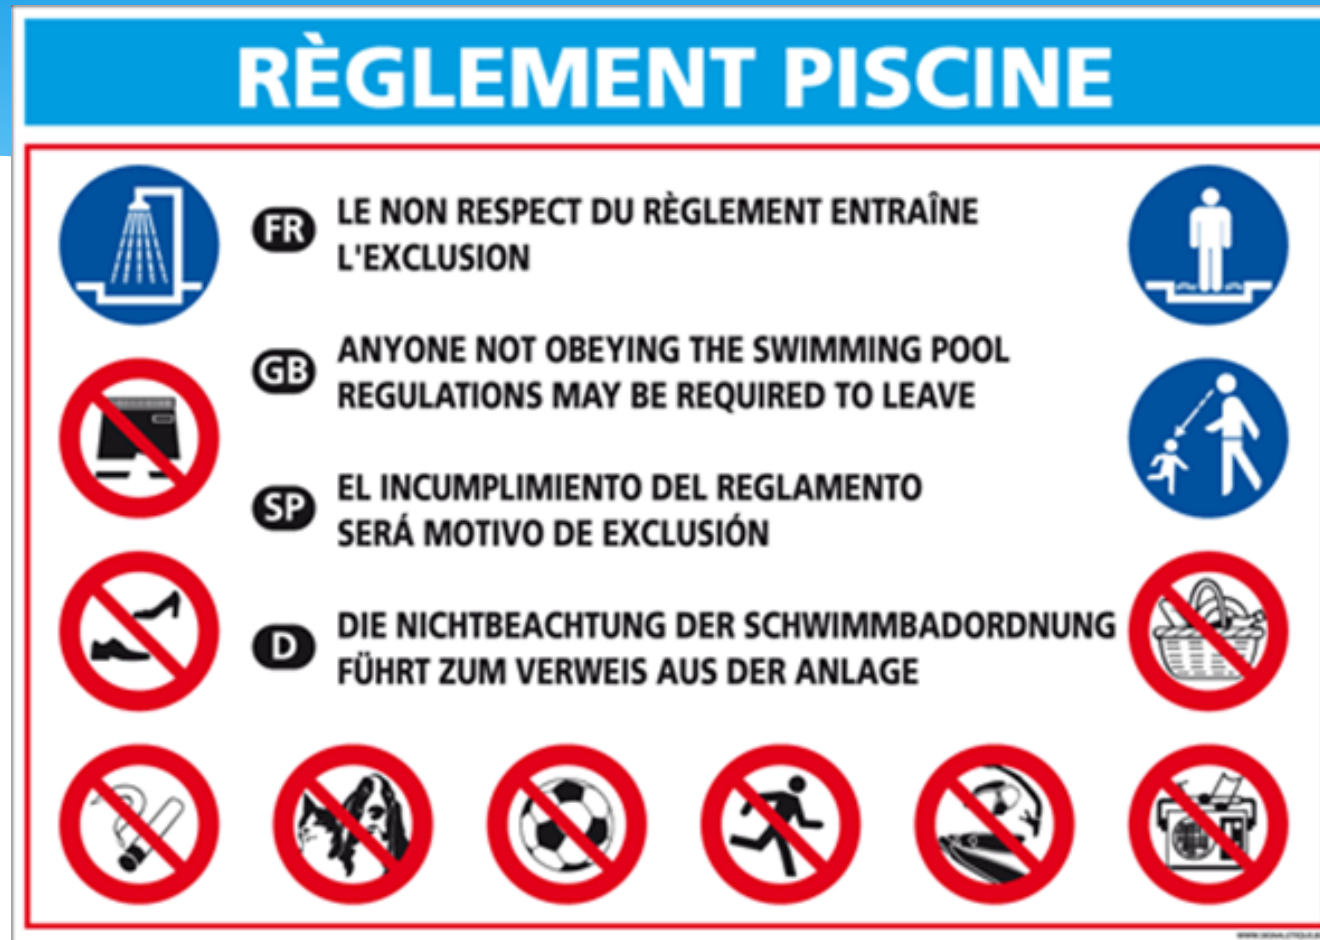 RÈGLEMENT PISCINE
FR LE NON RESPECT DU RÈGLEMENT ENTRAÎNE
L'EXCLUSION
GB ANYONE NOT OBEYING THE SWIMMING POOL
REGULATIONS MAY BE REQUIRED TO LEAVE
SP EL INCUMPLIMIENTO DEL REGLAMENTO
SERÁ MOTIVO DE EXCLUSIÓN
D DIE NICHTBEACHTUNG DER SCHWIMMBADORDNUNG
FÜHRT ZUM VERWEIS AUS DER ANLAGE